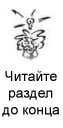 Читайте
раздел
до конца